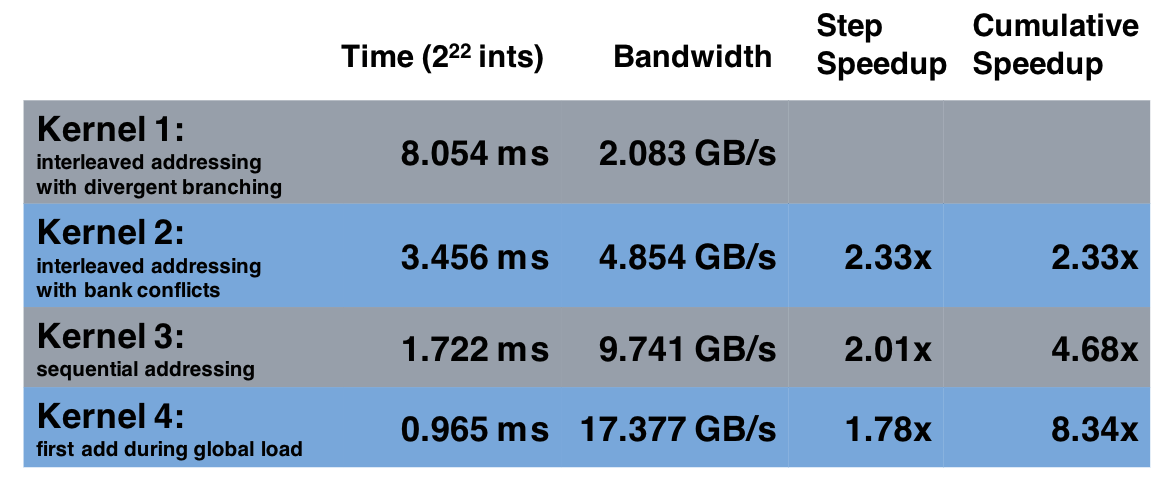 Time (2²² ints) Bandwidth Step Speedup Cumulative Speedup
Kernel 1:
interleaved addressing
with divergent branching
8.054 ms 2.083 GB/s
Kernel 2:
interleaved addressing
with bank conflicts
3.456 ms 4.854 GB/s 2.33x 2.33x
Kernel 3:
sequential addressing
1.722 ms 9.741 GB/s 2.01x 4.68x
Kernel 4:
first add during global load
0.965 ms 17.377 GB/s 1.78x 8.34x